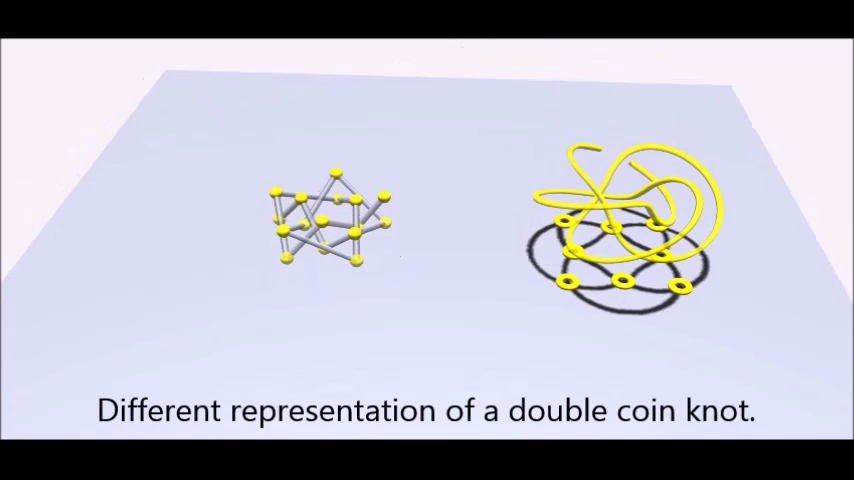 Different representation of a double coin knot.